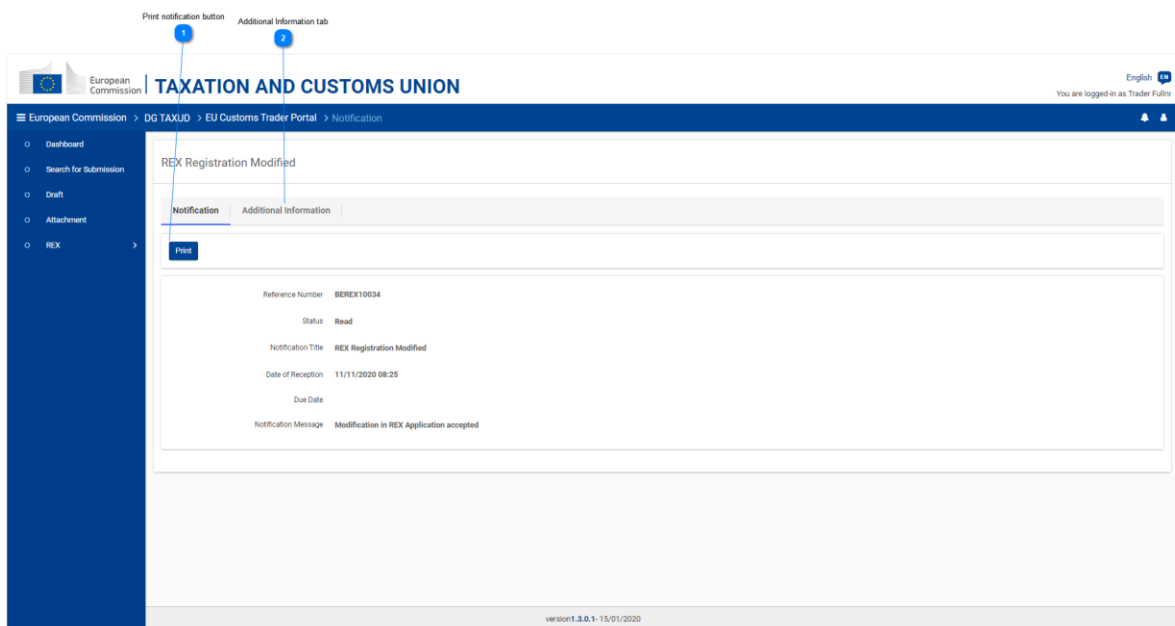 Print notification button
Additional Information tab
1
2
European
Commission
TAXATION AND CUSTOMS UNION
English EN
You are logged-in as Trader Fullnr
European Commission > DG TAXUD > EU Customs Trader Portal > Notification
Dashboard
Search for Submission
Draft
Attachment
REX >
REX Registration Modified
Notification Additional Information
Print
Reference Number BEREX10034
Status Read
Notification Title REX Registration Modified
Date of Reception 11/11/2020 08:25
Due Date
Notification Message Modification in REX Application accepted
version1.3.0.1- 15/01/2020